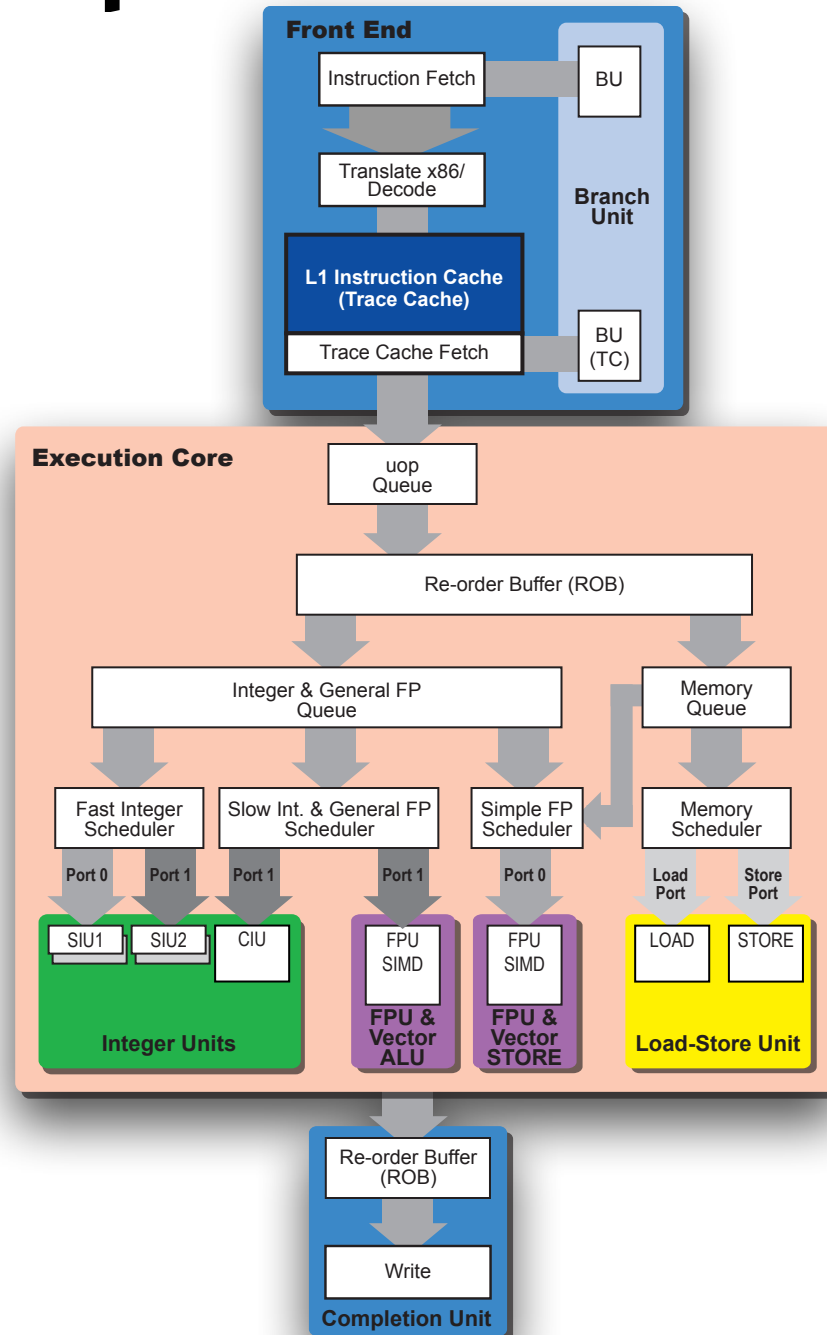 Front End
Instruction Fetch
BU
Translate x86/
Decode
Branch
Unit
L1 Instruction Cache
(Trace Cache)
Trace Cache Fetch
BU
(TC)
Execution Core
uop
Queue
Re-order Buffer (ROB)
Integer & General FP
Queue
Memory
Queue
Fast Integer
Scheduler
Slow Int. & General FP
Scheduler
Simple FP
Scheduler
Memory
Scheduler
Port 0
Port 1
Port 1
Port 1
Port 0
Load
Port
Store
Port
SIU1
SIU2
CIU
FPU
SIMD
FPU
SIMD
LOAD
STORE
Integer Units
FPU &
Vector
ALU
FPU &
Vector
STORE
Load-Store Unit
Re-order Buffer
(ROB)
Write
Completion Unit